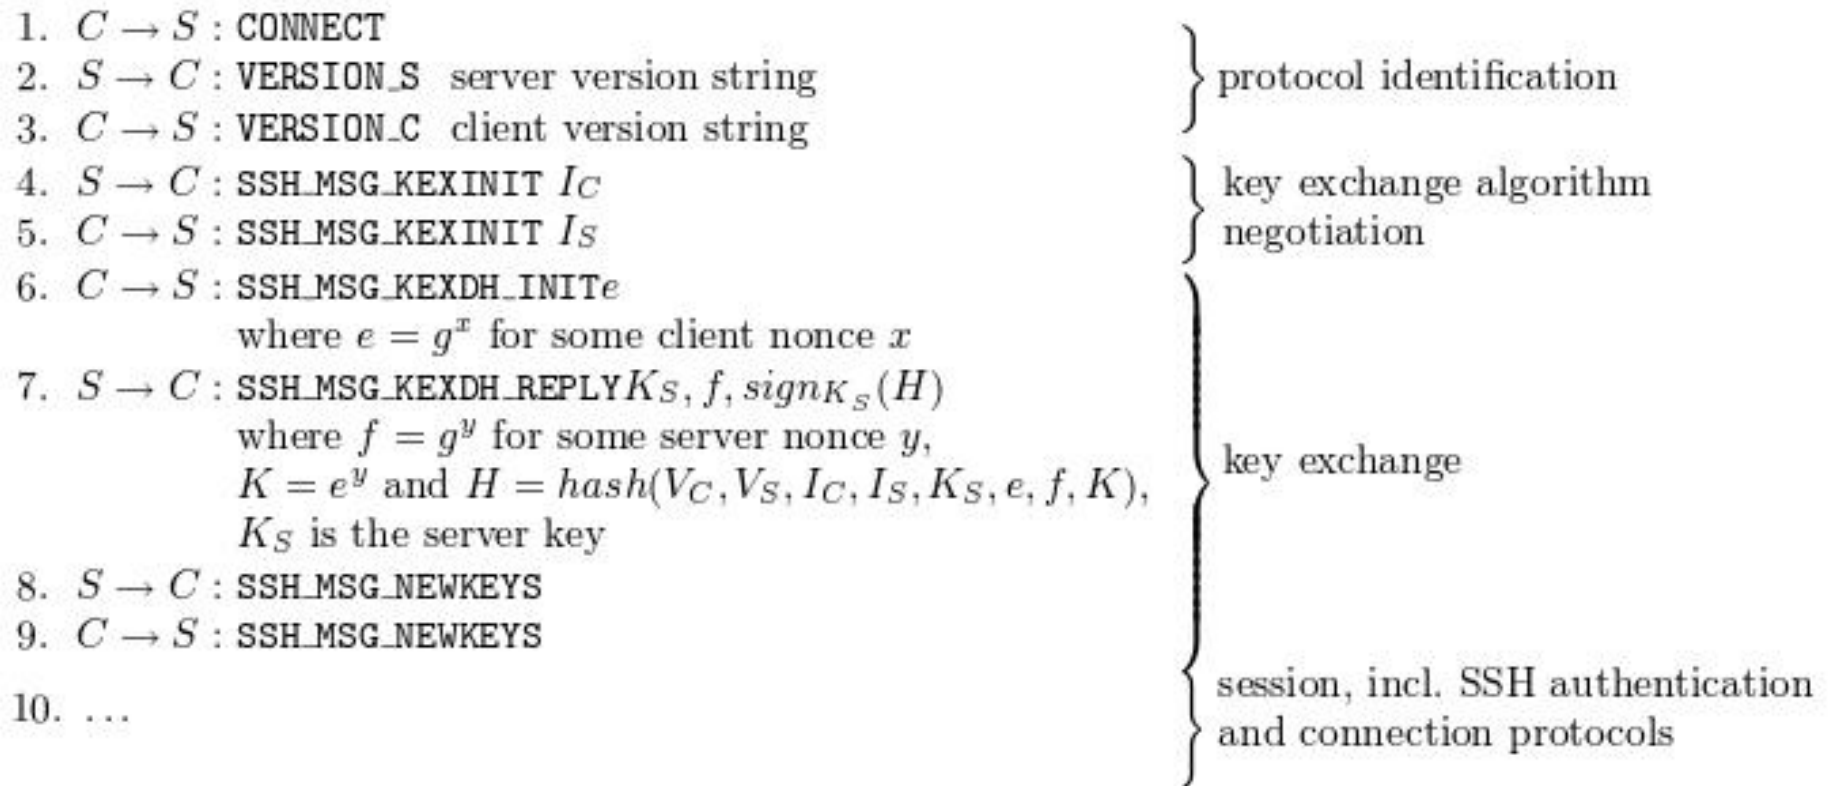 1. C → S : CONNECT
2. S → C : VERSION_S server version string
3. C → S : VERSION_C client version string
protocol identification
4. S → C : SSH_MSG_KEXINIT I_C
5. C → S : SSH_MSG_KEXINIT I_S
key exchange algorithm
negotiation
6. C → S : SSH_MSG_KEXDH_INITe
where e = g^x for some client nonce x
7. S → C : SSH_MSG_KEXDH_REPLYK_S, f, sign_{K_S}(H)
where f = g^y for some server nonce y,
K = e^y and H = hash(V_C, V_S, I_C, I_S, K_S, e, f, K),
K_S is the server key
8. S → C : SSH_MSG_NEWKEYS
9. C → S : SSH_MSG_NEWKEYS
key exchange
10. ...
session, incl. SSH authentication
and connection protocols